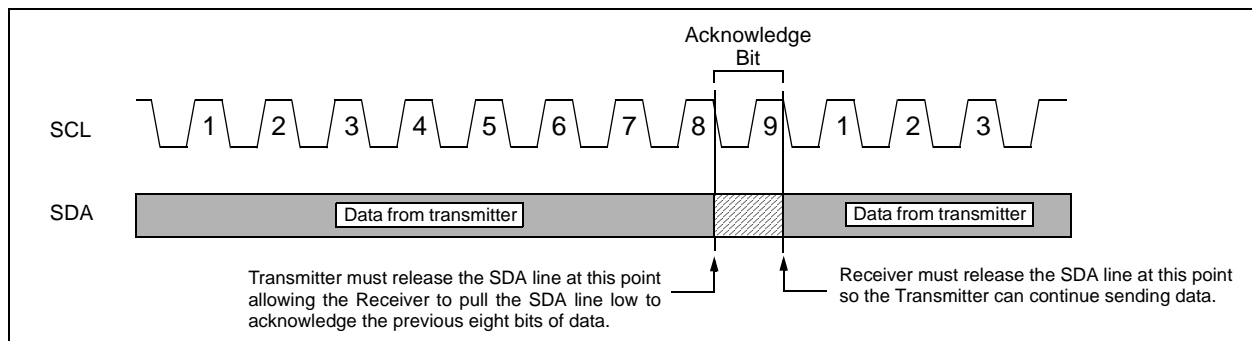 Acknowledge
Bit
SCL
1 2 3 4 5 6 7 8 9 1 2 3
SDA
Data from transmitter
Data from transmitter
Transmitter must release the SDA line at this point
allowing the Receiver to pull the SDA line low to
acknowledge the previous eight bits of data.
Receiver must release the SDA line at this point
so the Transmitter can continue sending data.